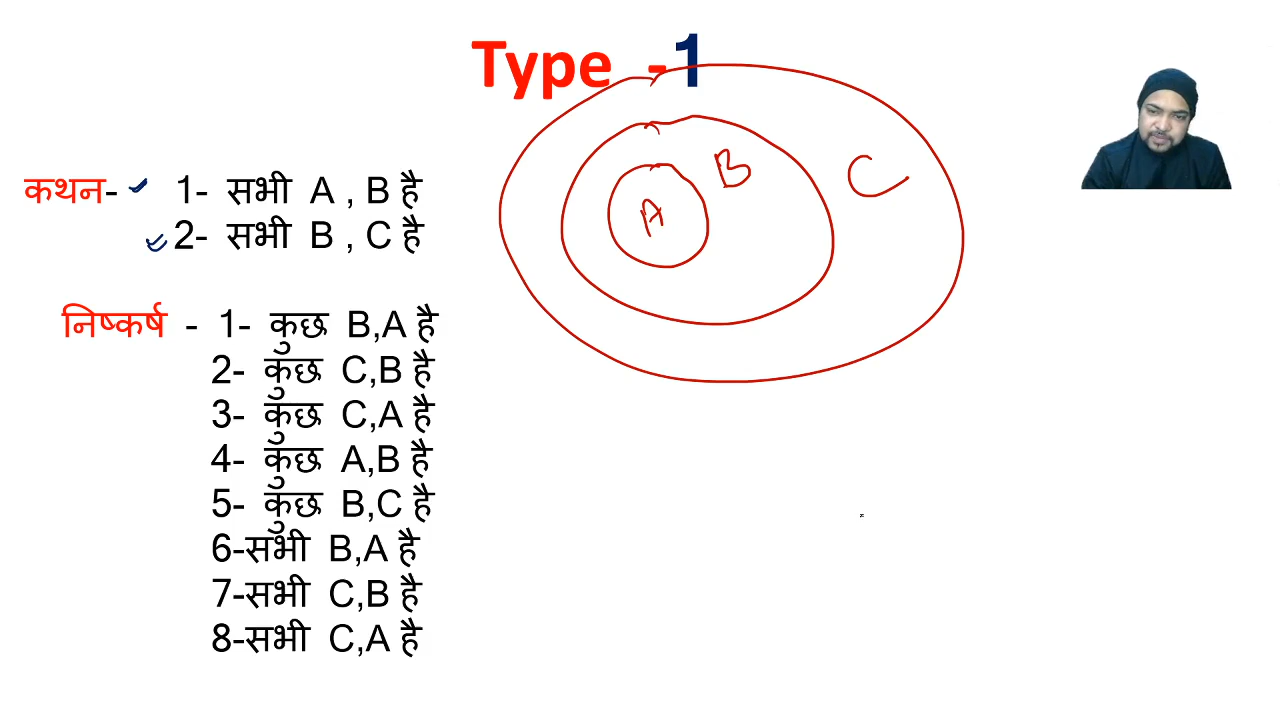 Type -1
कथन- 1- सभी A , B है
2- सभी B , C है
निष्कर्ष - 1- कुछ B,A है
2- कुछ C,B है
3- कुछ C,A है
4- कुछ A,B है
5- कुछ B,C है
6-सभी B,A है
7-सभी C,B है
8-सभी C,A है
A B C